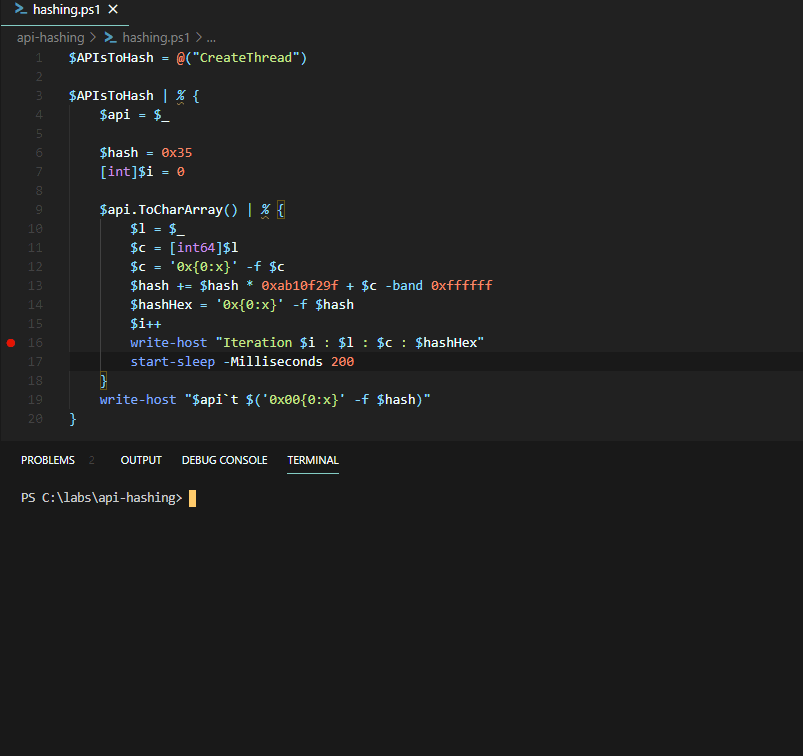 hashing.ps1
api-hashing > hashing.ps1 > ...
1 $APIsToHash = @("CreateThread")
2
3 $APIsToHash | % {
4 $api = $_
5
6 $hash = 0x35
7 [int]$i = 0
8
9 $api.ToCharArray() | % {
10 $l = $_
11 $c = [int64]$l
12 $c = '0x{0:x}' -f $c
13 $hash += $hash * 0xab10f29f + $c -band 0xffffff
14 $hashHex = '0x{0:x}' -f $hash
15 $i++
16 write-host "Iteration $i : $l : $c : $hashHex"
17 start-sleep -Milliseconds 200
18 }
19 write-host "$api`t $('0x00{0:x}' -f $hash)"
20 }
PROBLEMS 2 OUTPUT DEBUG CONSOLE TERMINAL
PS C:\labs\api-hashing>